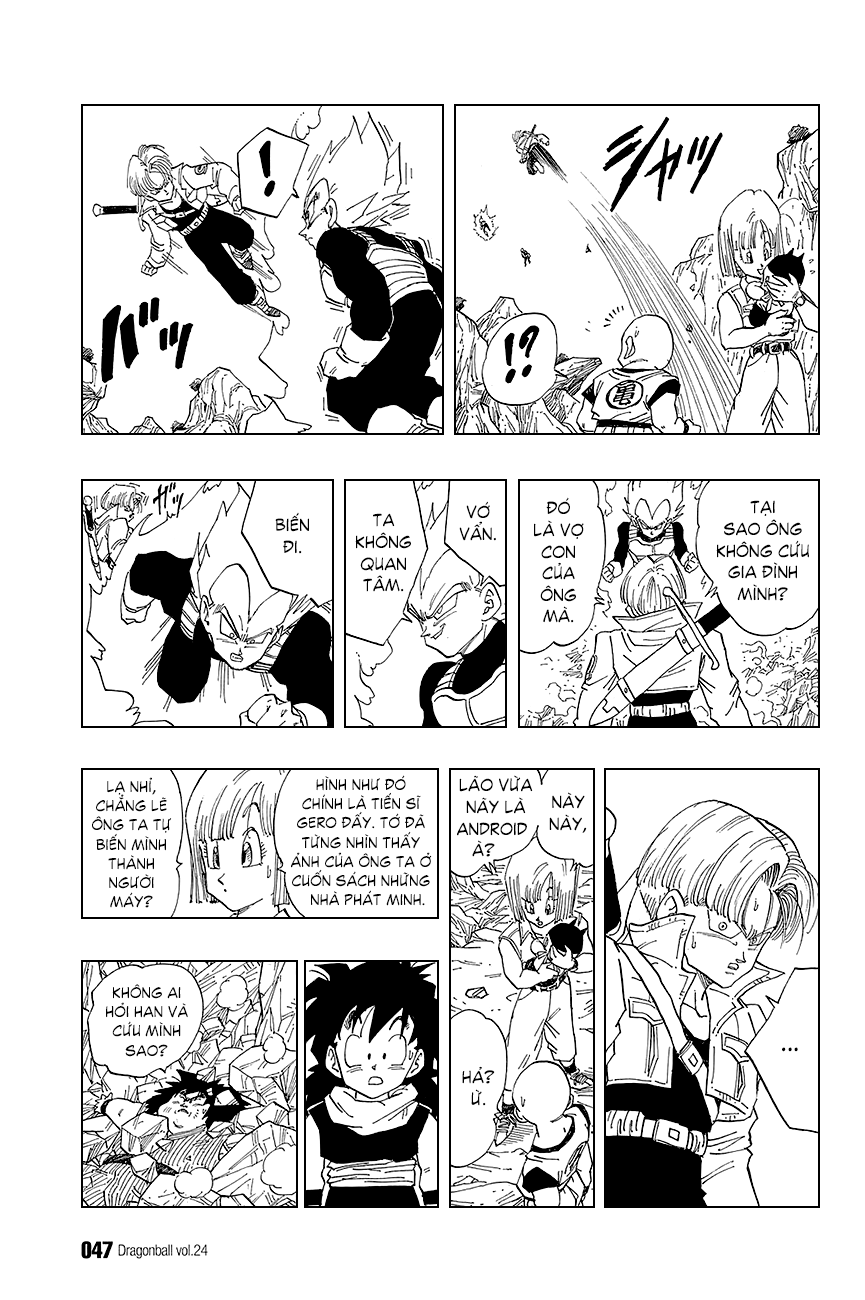 シャッ
!?
!
バッ
TẠI
SAO ÔNG
KHÔNG CỨU
GIA ĐÌNH
MÌNH?
ĐÓ
LÀ VỢ
CON
CỦA
ÔNG
MÀ.
VỚ
VẨN.
TA
KHÔNG
QUAN
TÂM.
BIẾN
ĐI.
バッ
...
NÀY
NÀY,
LÃO VỪA
NÀY LÀ
ANDROID
À?
HẢ?
Ừ.
HÌNH NHƯ ĐÓ
CHÍNH LÀ TIẾN SĨ
GERO ĐẤY. TỚ ĐÃ
TỪNG NHÌN THẤY
ẢNH CỦA ÔNG TA Ở
CUỐN SÁCH NHỮNG
NHÀ PHÁT MINH.
LẠ NHỈ,
CHẲNG LẼ
ÔNG TA TỰ
BIẾN MÌNH
THÀNH
NGƯỜI
MÁY?
KHÔNG AI
HỎI HAN VÀ
CỨU MÌNH
SAO?
047 Dragonball vol.24